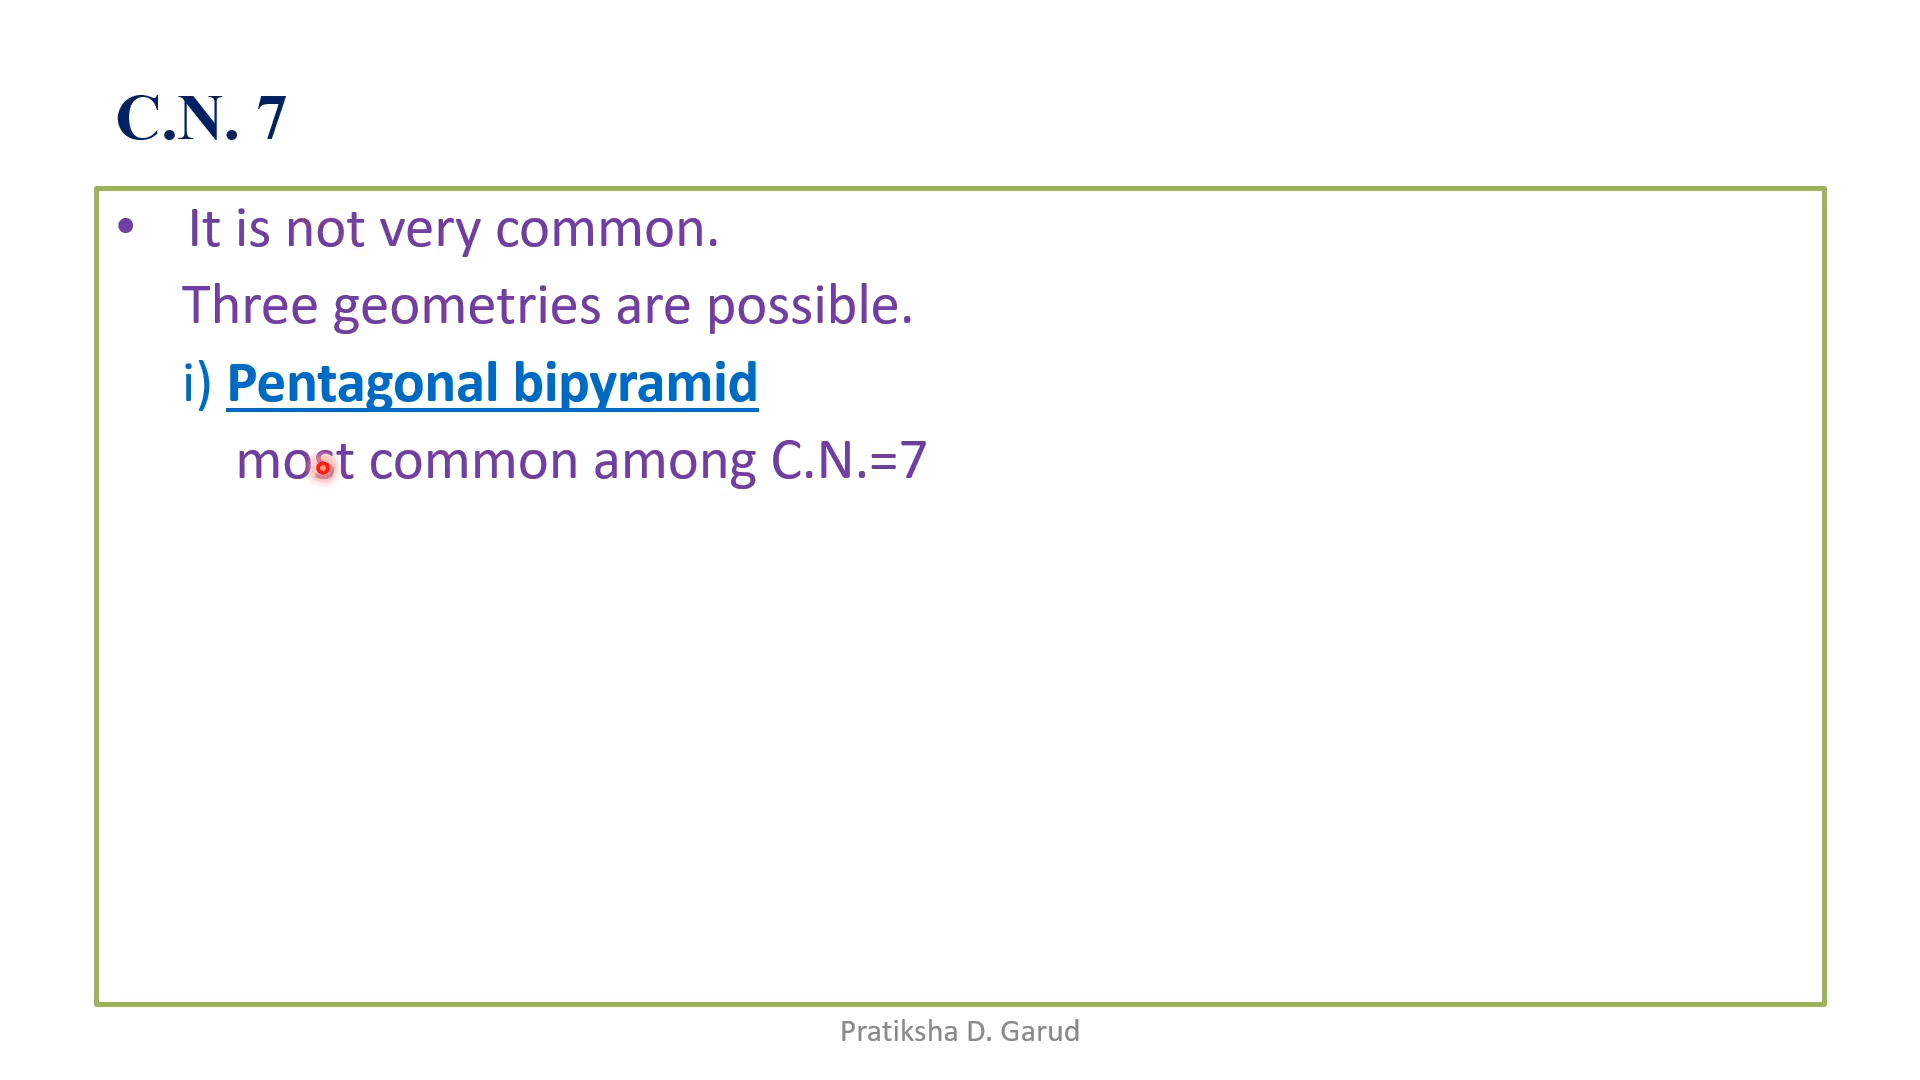 C.N. 7
• It is not very common.
Three geometries are possible.
i) Pentagonal bipyramid
most common among C.N.=7
Pratiksha D. Garud